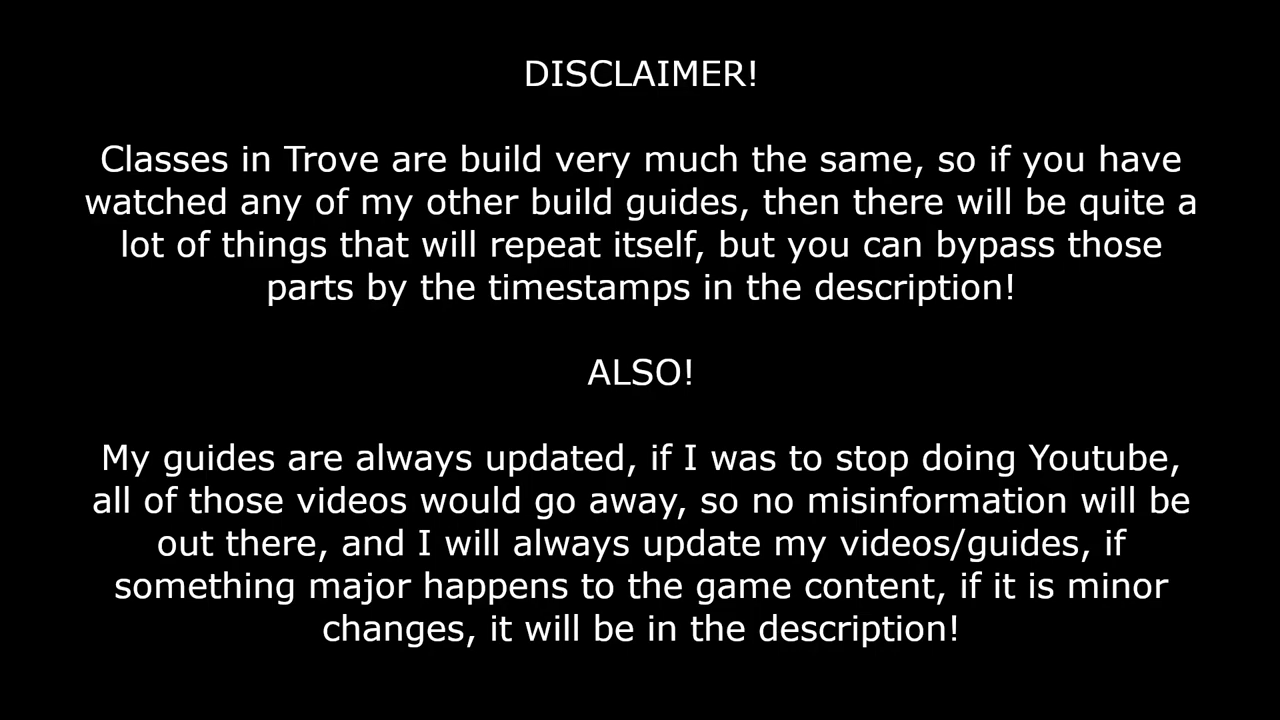 DISCLAIMER!
Classes in Trove are build very much the same, so if you have
watched any of my other build guides, then there will be quite a
lot of things that will repeat itself, but you can bypass those
parts by the timestamps in the description!
ALSO!
My guides are always updated, if I was to stop doing Youtube,
all of those videos would go away, so no misinformation will be
out there, and I will always update my videos/guides, if
something major happens to the game content, if it is minor
changes, it will be in the description!